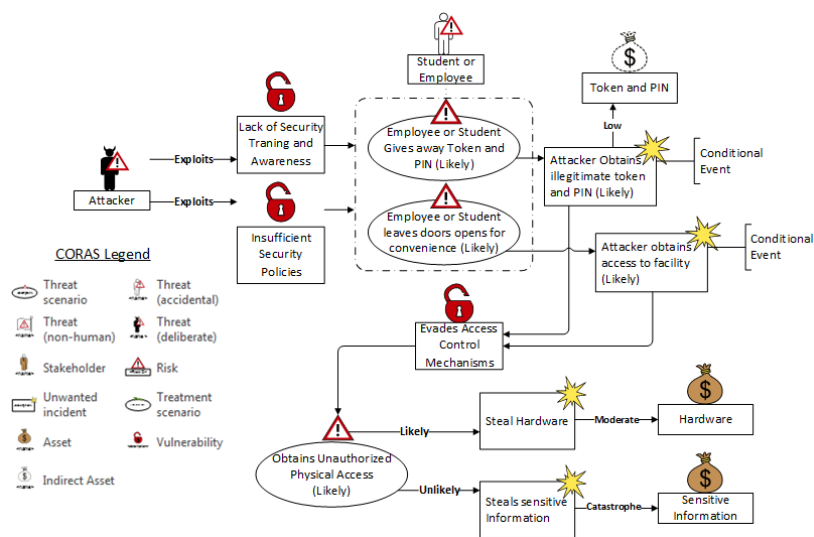 Student or
Employee
Token and PIN
Low
Lack of Security
Traning and
Awareness
Employee or Student
Gives away Token and
PIN (Likely)
Attacker Obtains
illegitimate token
and PIN (Likely)
Conditional
Event
Exploits
Attacker
Exploits
Insufficient
Security
Policies
Employee or Student
leaves doors opens for
convenience (Likely)
Attacker obtains
access to facility
(Likely)
Conditional
Event
CORAS Legend
Threat
scenario
Threat
(accidental)
Threat
(non-human)
Threat
(deliberate)
Stakeholder
Risk
Unwanted
incident
Treatment
scenario
Asset
Vulnerability
Indirect Asset
Evades Access
Control
Mechanisms
Obtains Unauthorized
Physical Access
(Likely)
Likely
Steal Hardware
Moderate
Hardware
Unlikely
Steals sensitive
Information
Catastrophe
Sensitive
Information